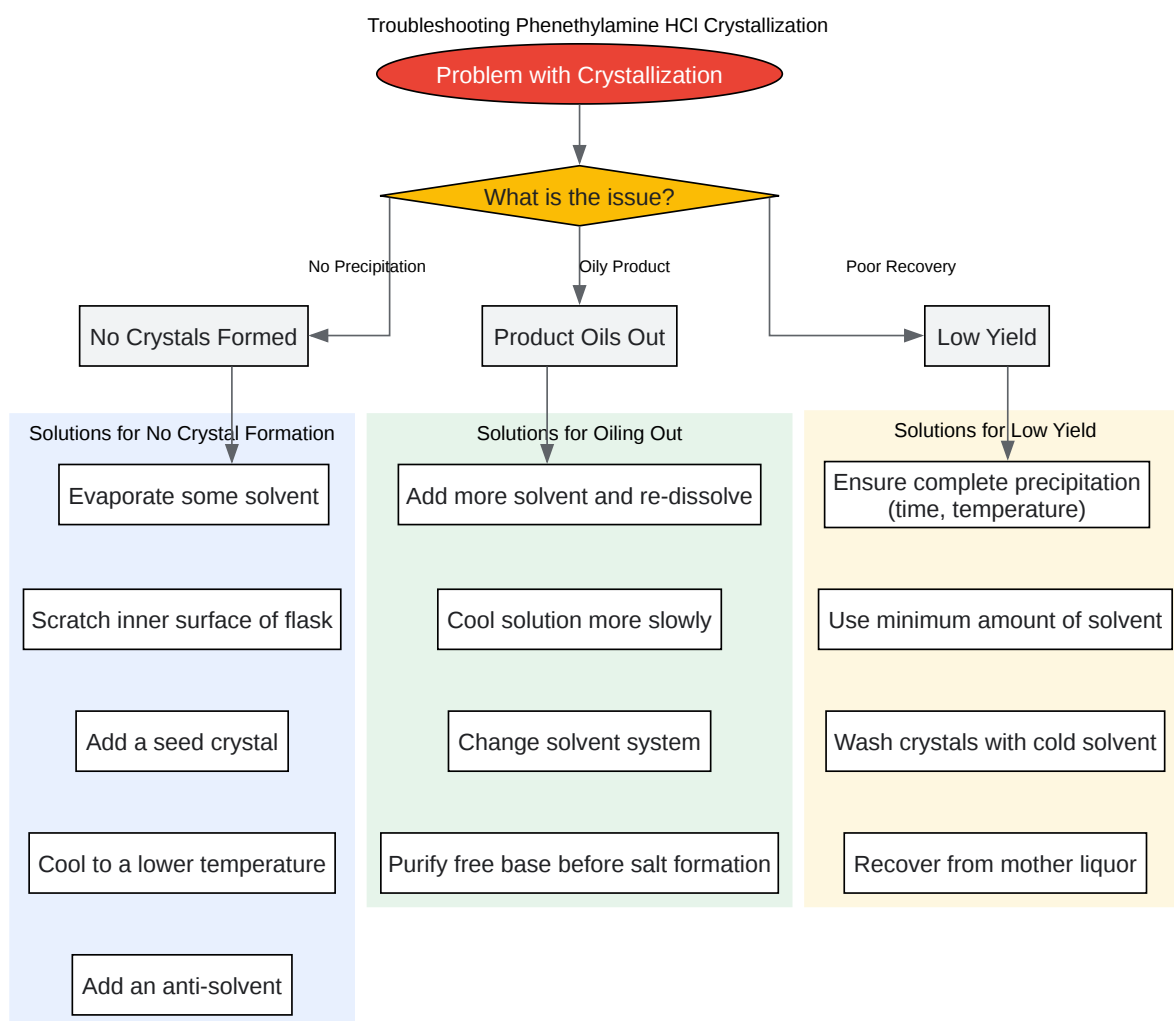 Troubleshooting Phenethylamine HCl Crystallization
Problem with Crystallization
What is the issue?
No Precipitation
Oily Product
Poor Recovery
No Crystals Formed
Product Oils Out
Low Yield
Solutions for No Crystal Formation
Evaporate some solvent
Scratch inner surface of flask
Add a seed crystal
Cool to a lower temperature
Add an anti-solvent
Solutions for Oiling Out
Add more solvent and re-dissolve
Cool solution more slowly
Change solvent system
Purify free base before salt formation
Solutions for Low Yield
Ensure complete precipitation
(time, temperature)
Use minimum amount of solvent
Wash crystals with cold solvent
Recover from mother liquor